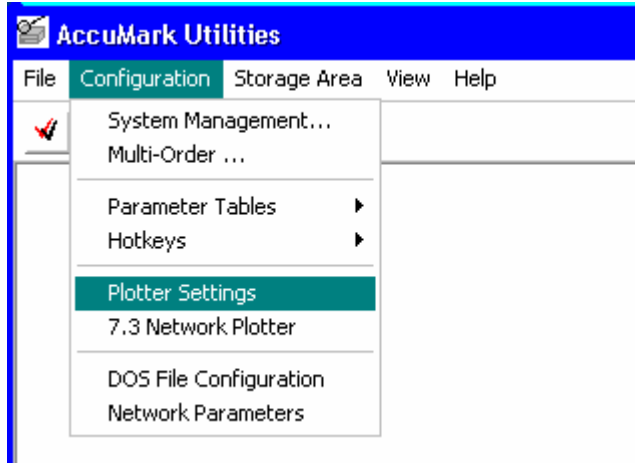 AccuMark Utilities
File Configuration Storage Area View Help
System Management...
Multi-Order ...
Parameter Tables
Hotkeys
Plotter Settings
7.3 Network Plotter
DOS File Configuration
Network Parameters